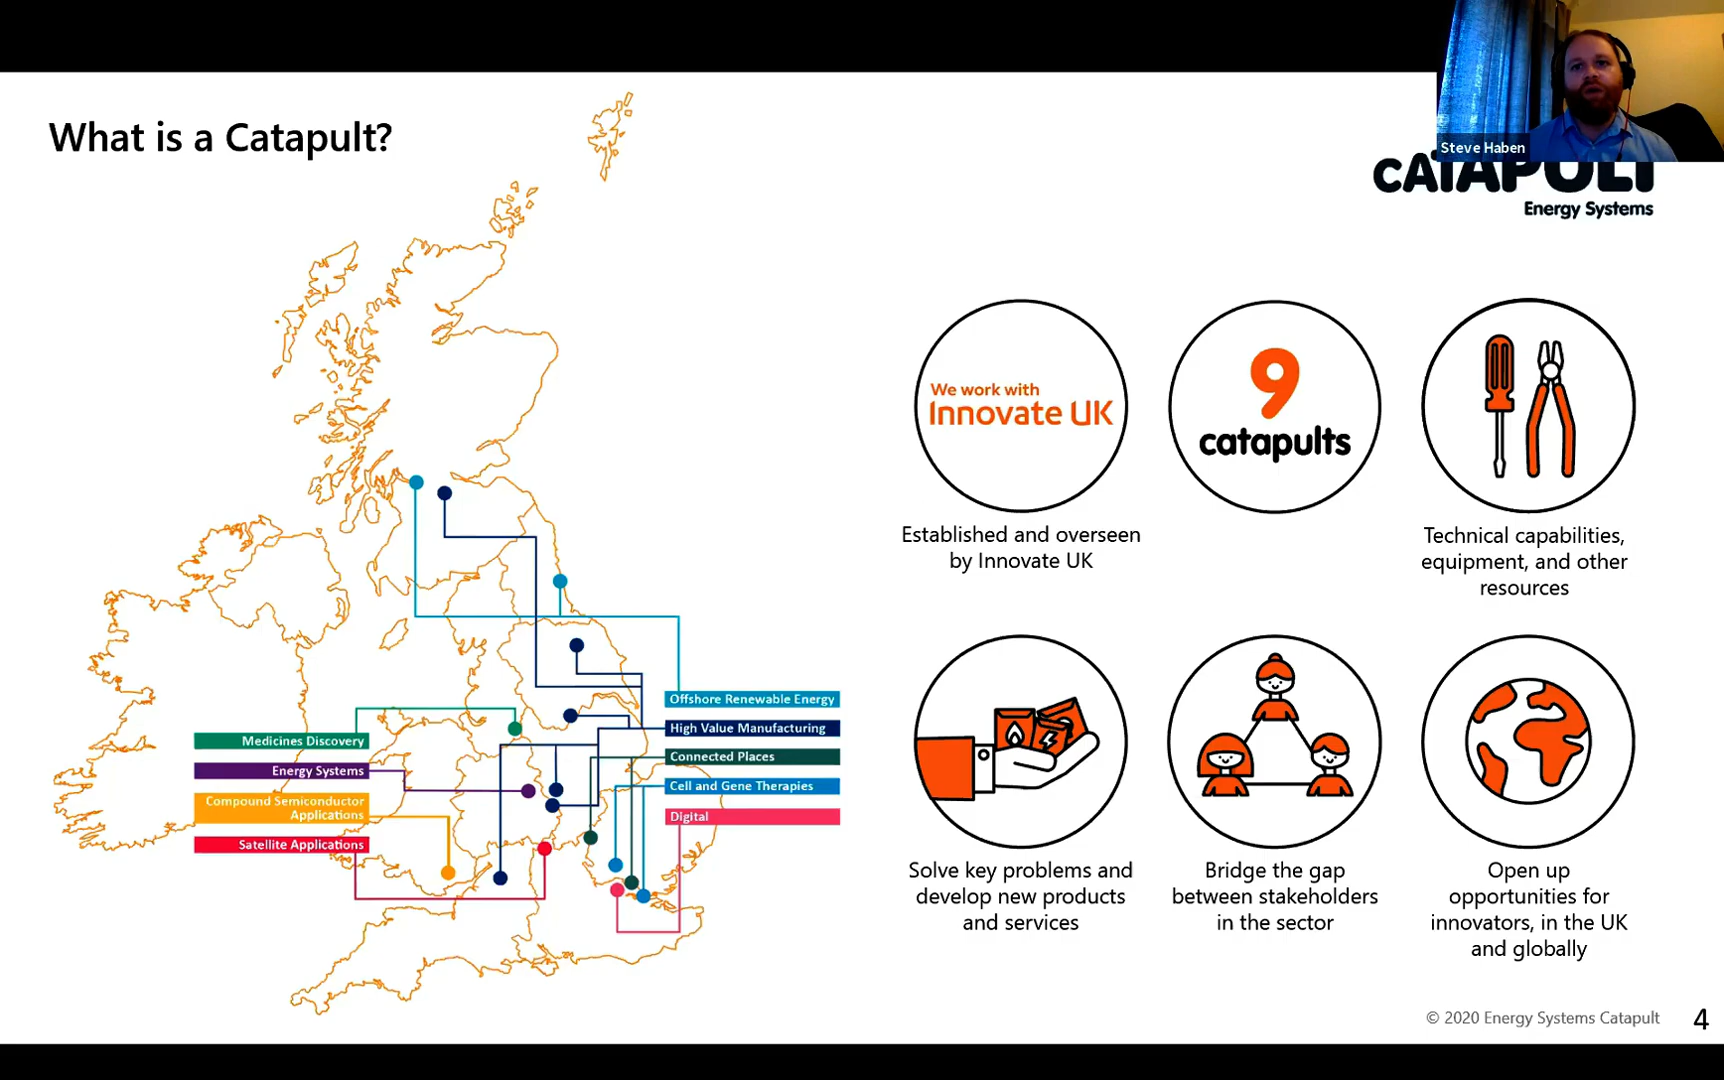 What is a Catapult?
Steve Haben
CATAPULT
Energy Systems
We work with
Innovate UK
Established and overseen
by Innovate UK
9
catapults
Technical capabilities,
equipment, and other
resources
Offshore Renewable Energy
High Value Manufacturing
Connected Places
Cell and Gene Therapies
Digital
Medicines Discovery
Energy Systems
Compound Semiconductor
Applications
Satellite Applications
Solve key problems and
develop new products
and services
Bridge the gap
between stakeholders
in the sector
Open up
opportunities for
innovators, in the UK
and globally
© 2020 Energy Systems Catapult
4